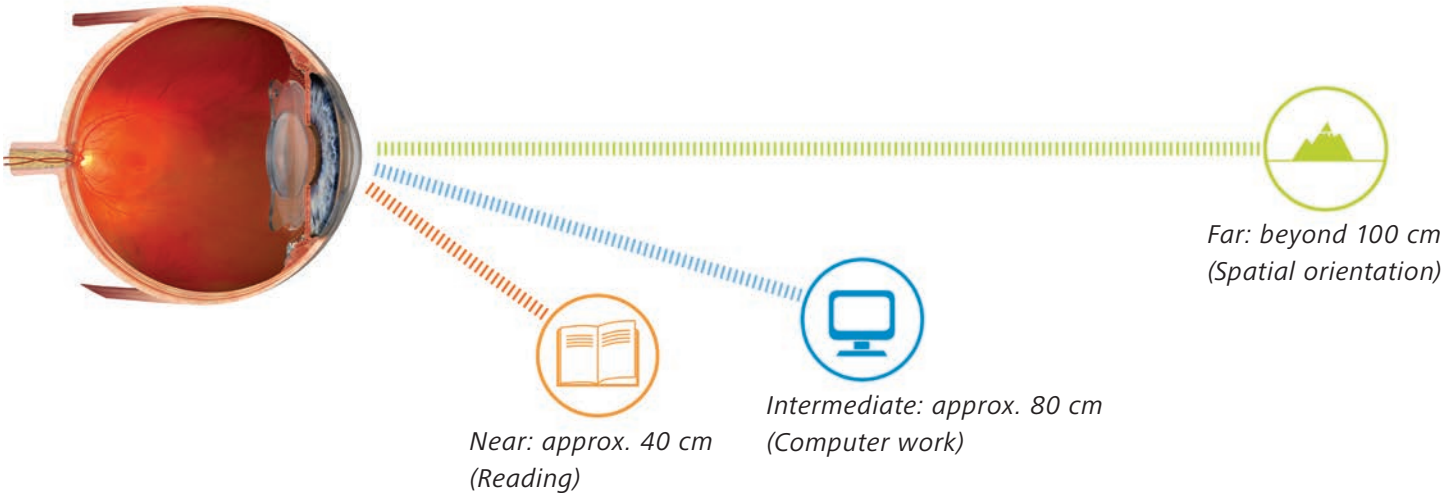 Far: beyond 100 cm
(Spatial orientation)
Intermediate: approx. 80 cm
(Computer work)
Near: approx. 40 cm
(Reading)